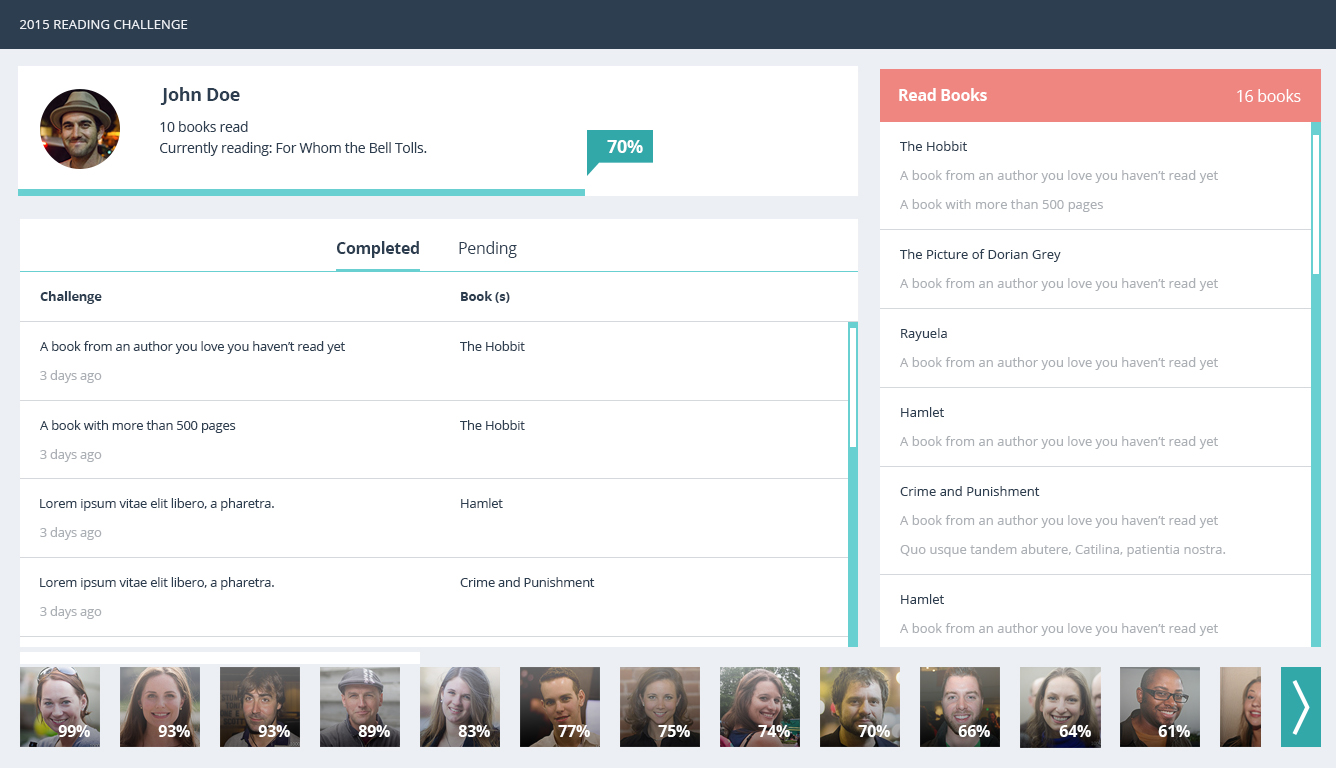 2015 READING CHALLENGE
John Doe
10 books read
Currently reading: For Whom the Bell Tolls.
70%
Completed
Pending
Challenge
Book (s)
A book from an author you love you haven't read yet
The Hobbit
3 days ago
A book with more than 500 pages
The Hobbit
3 days ago
Lorem ipsum vitae elit libero, a pharetra.
Hamlet
3 days ago
Lorem ipsum vitae elit libero, a pharetra.
Crime and Punishment
3 days ago
Read Books
16 books
The Hobbit
A book from an author you love you haven't read yet
A book with more than 500 pages
The Picture of Dorian Grey
A book from an author you love you haven't read yet
Rayuela
A book from an author you love you haven't read yet
Hamlet
A book from an author you love you haven't read yet
Crime and Punishment
A book from an author you love you haven't read yet
Quo usque tandem abutere, Catilina, patientia nostra.
Hamlet
A book from an author you love you haven't read yet
99%
93%
93%
89%
83%
77%
75%
74%
70%
66%
64%
61%